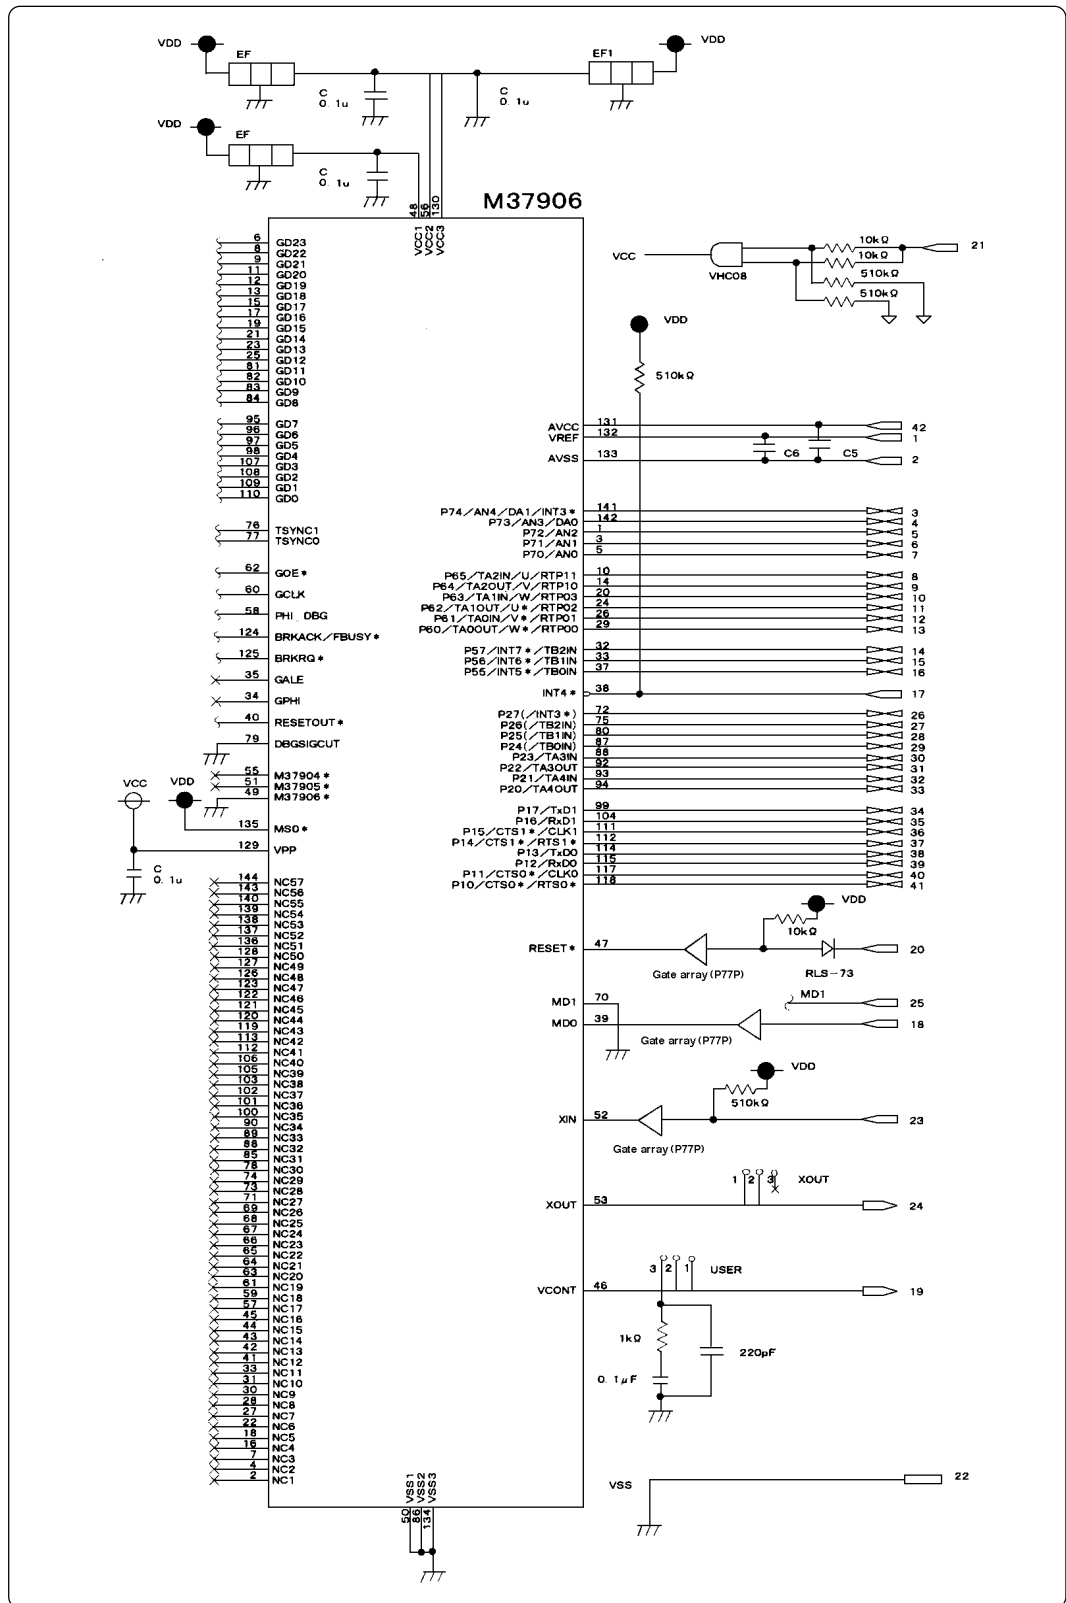 VDD
EF
EF1
VDD
C
0. 1u
C
0. 1u
VDD
EF
C
0. 1u
M37906
48
56
130
VCC1
VCC2
VCC3
6 GD23
8 GD22
9 GD21
11 GD20
12 GD19
13 GD18
15 GD17
17 GD16
19 GD15
21 GD14
23 GD13
25 GD12
81 GD11
82 GD10
83 GD9
84 GD8
95 GD7
96 GD6
97 GD5
98 GD4
107 GD3
108 GD2
109 GD1
110 GD0
76 TSYNC1
77 TSYNC0
62 GOE*
60 GCLK
58 PHI_DBG
124 BRKACK/FBUSY*
125 BRKRQ*
35 GALE
34 GPHI
40 RESETOUT*
79 DBGSIGCUT
55 M37904*
51 M37905*
49 M37906*
VCC
VDD
135 MS0*
129 VPP
C
0. 1u
144 NC57
143 NC56
140 NC55
139 NC54
138 NC53
137 NC52
136 NC51
128 NC50
127 NC49
126 NC48
123 NC47
122 NC46
121 NC45
120 NC44
119 NC43
113 NC42
112 NC41
106 NC40
105 NC39
103 NC38
102 NC37
101 NC36
100 NC35
90 NC34
89 NC33
88 NC32
85 NC31
78 NC30
74 NC29
73 NC28
71 NC27
69 NC26
68 NC25
67 NC24
66 NC23
65 NC22
64 NC21
63 NC20
61 NC19
59 NC18
57 NC17
45 NC16
44 NC15
43 NC14
42 NC13
41 NC12
33 NC11
31 NC10
30 NC9
28 NC8
27 NC7
22 NC6
18 NC5
16 NC4
7 NC3
4 NC2
2 NC1
VSS1
VSS2
VSS3
50
86
134
VCC
VHC08
10kΩ
10kΩ
510kΩ
510kΩ
21
VDD
510kΩ
AVCC 131 42
VREF 132 1
AVSS 133 2
C6
C5
P74/AN4/DA1/INT3* 141 3
P73/AN3/DA0 142 4
P72/AN2 1 5
P71/AN1 3 6
P70/AN0 5 7
P65/TA2IN/U/RTP11 10 8
P64/TA2OUT/V/RTP10 14 9
P63/TA1IN/W/RTP03 20 10
P62/TA1OUT/U*/RTP02 24 11
P61/TA0IN/V*/RTP01 26 12
P60/TA0OUT/W*/RTP00 29 13
P57/INT7*/TB2IN 32 14
P56/INT6*/TB1IN 33 15
P55/INT5*/TB0IN 37 16
INT4* 38 17
P27(/INT3*) 72 26
P26(/TB2IN) 75 27
P25(/TB1IN) 80 28
P24(/TB0IN) 87 29
P23/TA3IN 88 30
P22/TA3OUT 92 31
P21/TA4IN 93 32
P20/TA4OUT 94 33
P17/TxD1 99 34
P16/RxD1 104 35
P15/CTS1*/CLK1 111 36
P14/CTS1*/RTS1* 112 37
P13/TxD0 114 38
P12/RxD0 115 39
P11/CTS0*/CLK0 117 40
P10/CTS0*/RTS0* 118 41
VDD
10kΩ
RESET* 47 20
Gate array (P77P)
RLS-73
MD1 70
MD1
25
MD0 39 18
Gate array (P77P)
VDD
510kΩ
XIN 52 23
Gate array (P77P)
1 2 3 XOUT
XOUT 53 24
3 2 1 USER
VCONT 46 19
1kΩ
220pF
0. 1μF
VSS
22